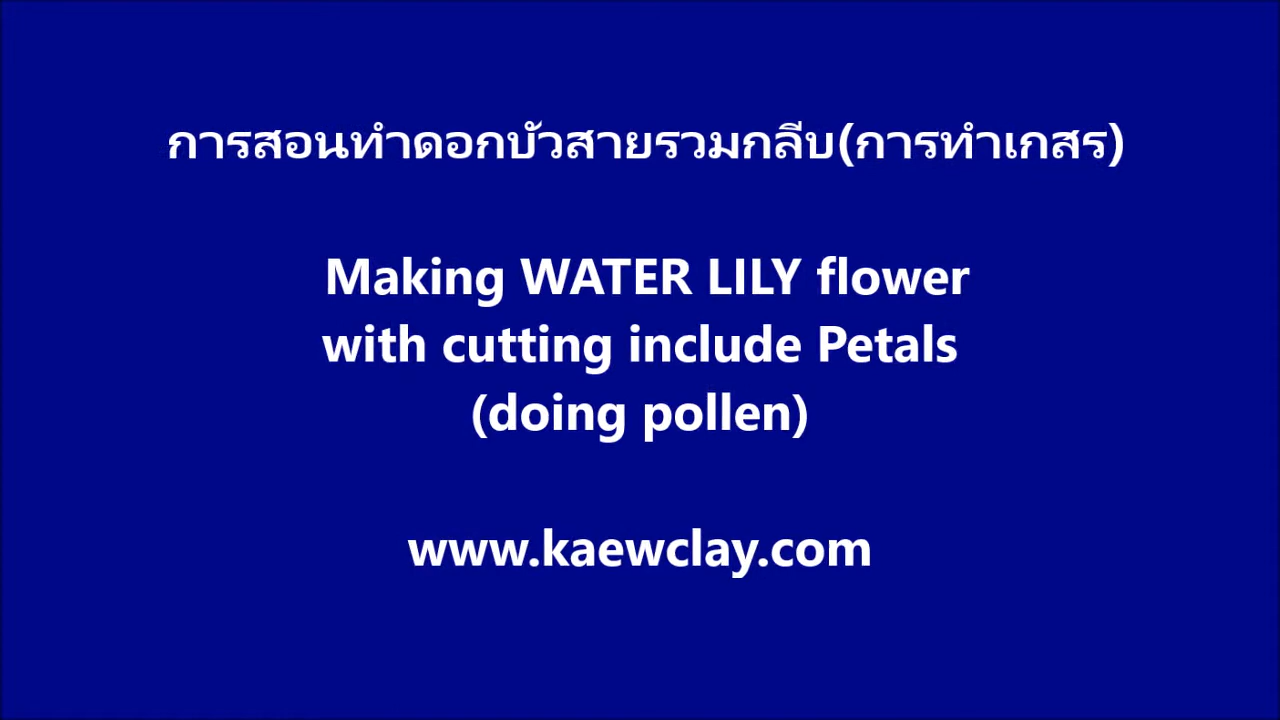 การสอนทำดอกบัวสายรวมกลีบ(การทำเกสร)
Making WATER LILY flower
with cutting include Petals
(doing pollen)
www.kaewclay.com